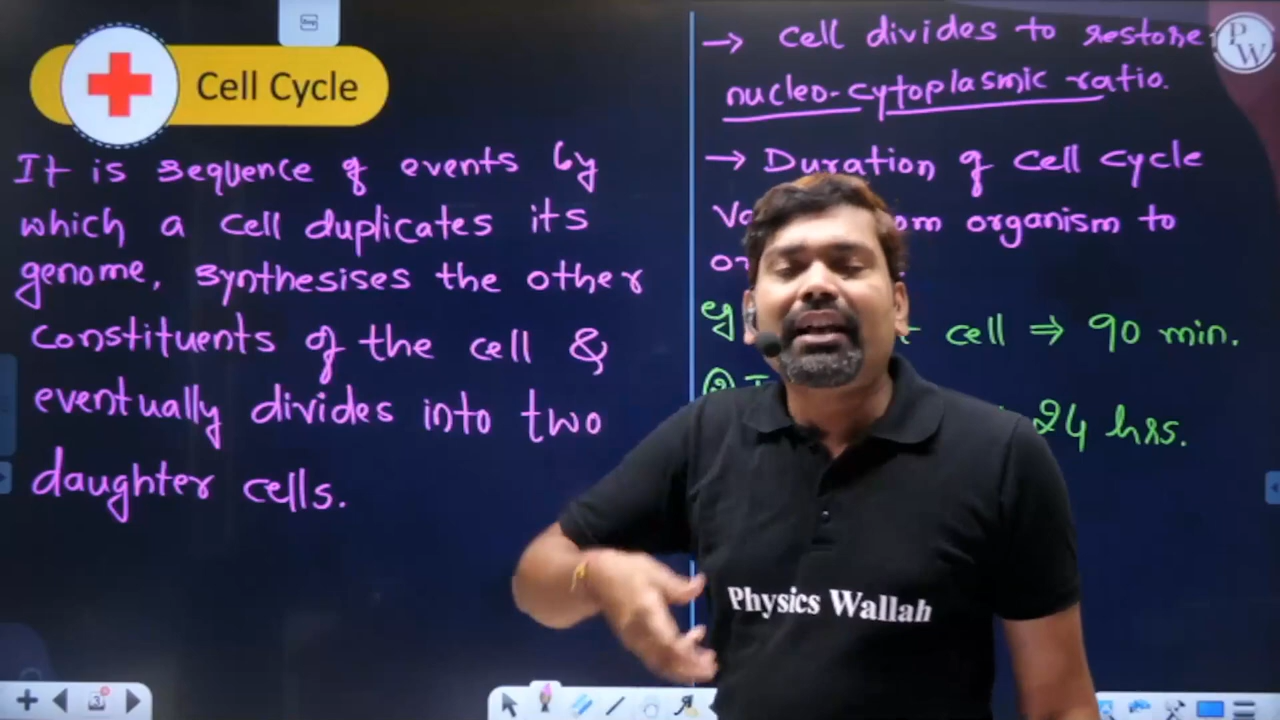 Cell Cycle
It is sequence of events by
which a cell duplicates its
genome, synthesises the other
constituents of the cell &
eventually divides into two
daughter cells.
→ Cell divides to restore
nucleo-cytoplasmic ratio.
→ Duration of cell cycle
organism to
cell ⇒ 90 min.
24 hrs.
PW
Physics Wallah
3